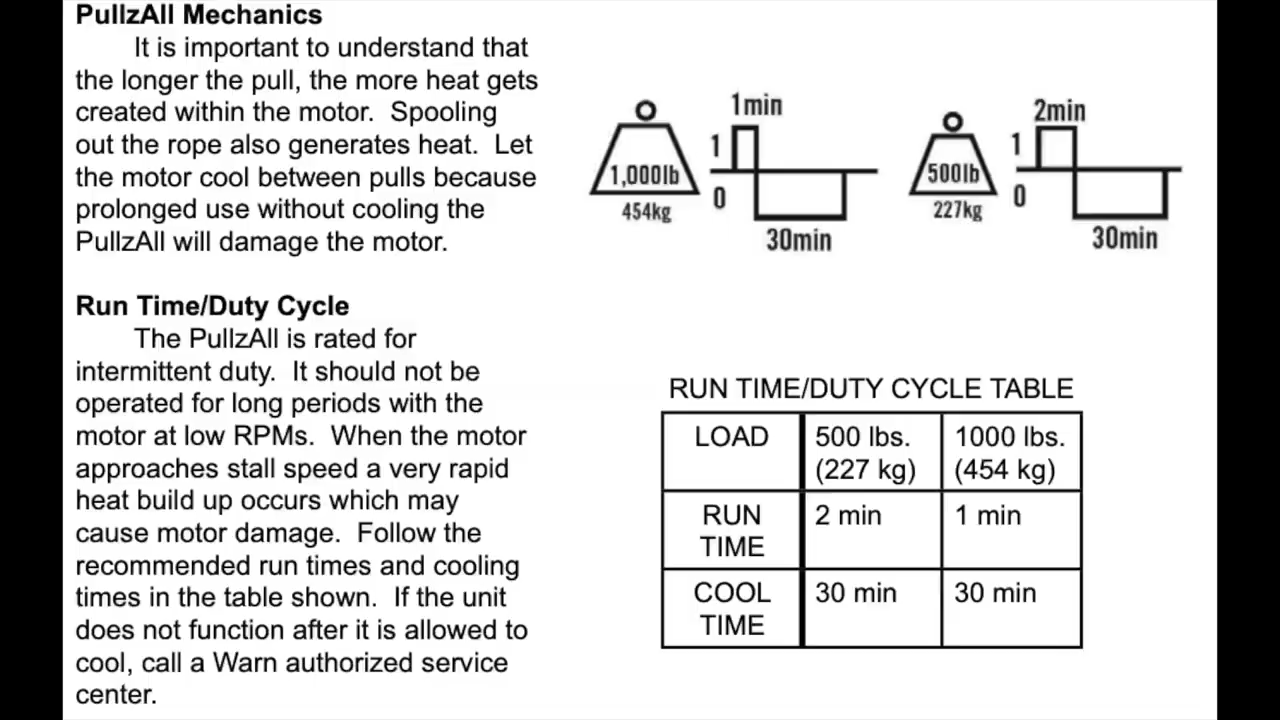 PullzAll Mechanics
It is important to understand that
the longer the pull, the more heat gets
created within the motor.  Spooling
out the rope also generates heat.  Let
the motor cool between pulls because
prolonged use without cooling the
PullzAll will damage the motor.
1min
1
1,000lb
0
454kg
30min
2min
1
500lb
0
227kg
30min
Run Time/Duty Cycle
The PullzAll is rated for
intermittent duty.  It should not be
operated for long periods with the
motor at low RPMs.  When the motor
approaches stall speed a very rapid
heat build up occurs which may
cause motor damage.  Follow the
recommended run times and cooling
times in the table shown.  If the unit
does not function after it is allowed to
cool, call a Warn authorized service
center.
RUN TIME/DUTY CYCLE TABLE
LOAD 500 lbs. 1000 lbs.
(227 kg) (454 kg)
RUN 2 min 1 min
TIME
COOL 30 min 30 min
TIME